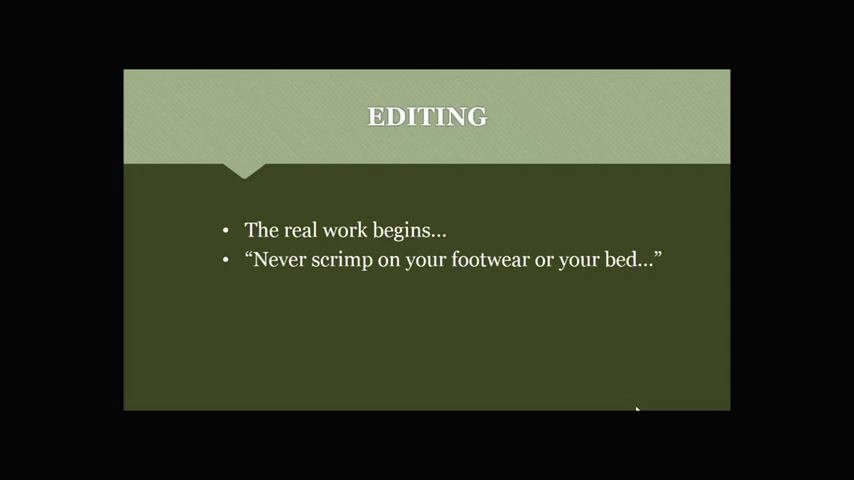 EDITING
• The real work begins...
• “Never scrimp on your footwear or your bed...”